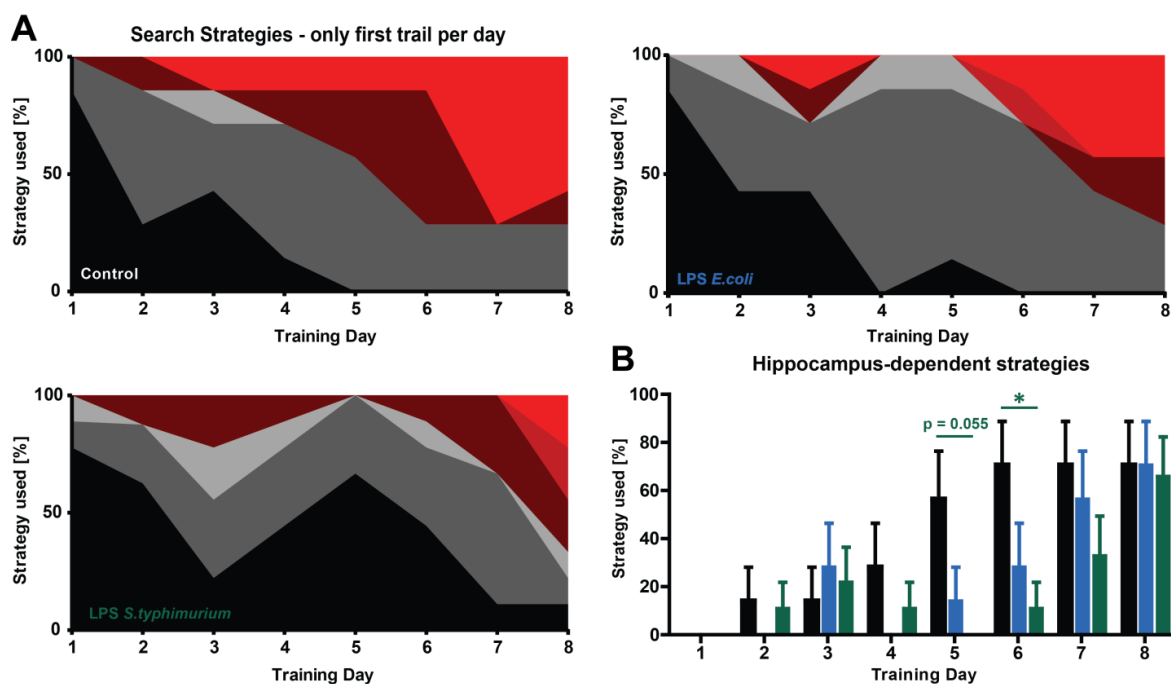 A
Search Strategies - only first trail per day
Strategy used [%]
100
50
0
Control
1 2 3 4 5 6 7 8
Training Day
Strategy used [%]
100
50
0
LPS E.coli
1 2 3 4 5 6 7 8
Training Day
Strategy used [%]
100
50
0
LPS S.typhimurium
1 2 3 4 5 6 7 8
Training Day
B
Hippocampus-dependent strategies
Strategy used [%]
100
80
60
40
20
0
p = 0.055
*
1 2 3 4 5 6 7 8
Training Day